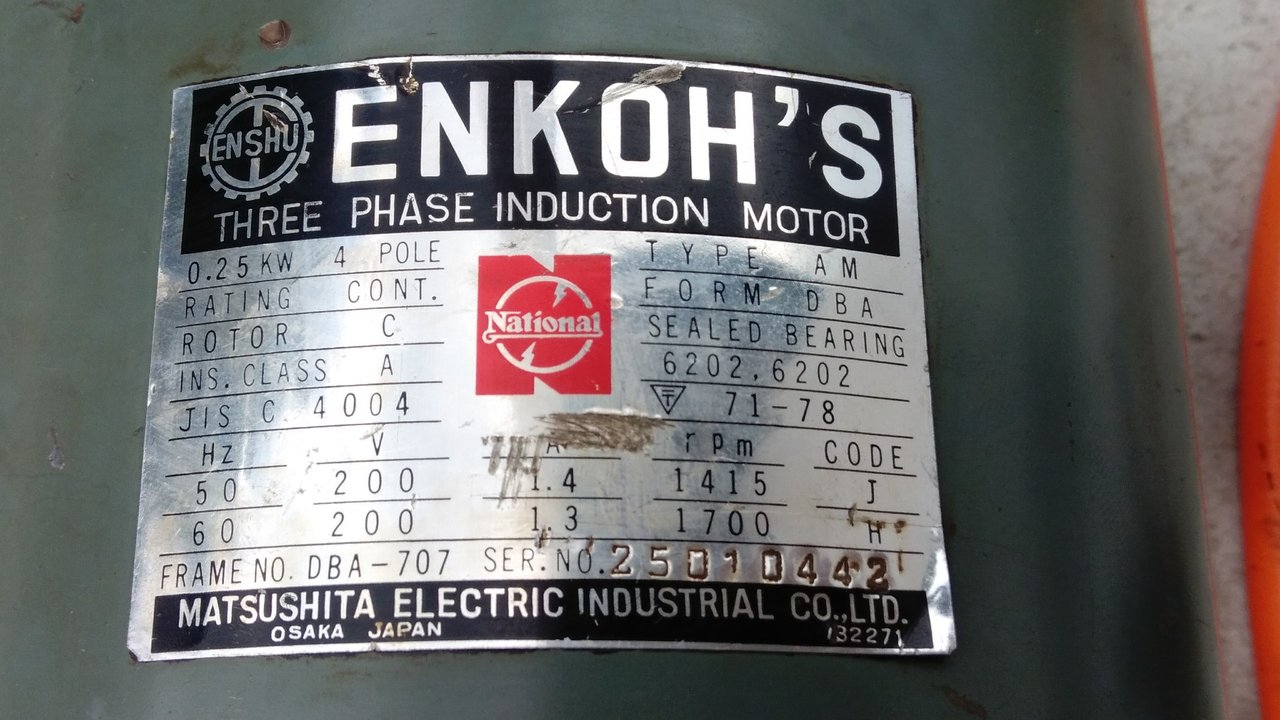 ENSHU
ENKOH'S
THREE PHASE INDUCTION MOTOR
0.25 KW 4 POLE
RATING CONT.
ROTOR C
INS. CLASS A
JIS C 4004
National
TYPE AM
FORM DBA
SEALED BEARING
6202.6202
〒 71-78
Hz V A rpm CODE
50 200 1.4 1415 J
60 200 1.3 1700 H
FRAME NO. DBA-707 SER. NO. 25010442
MATSUSHITA ELECTRIC INDUSTRIAL CO., LTD.
OSAKA JAPAN